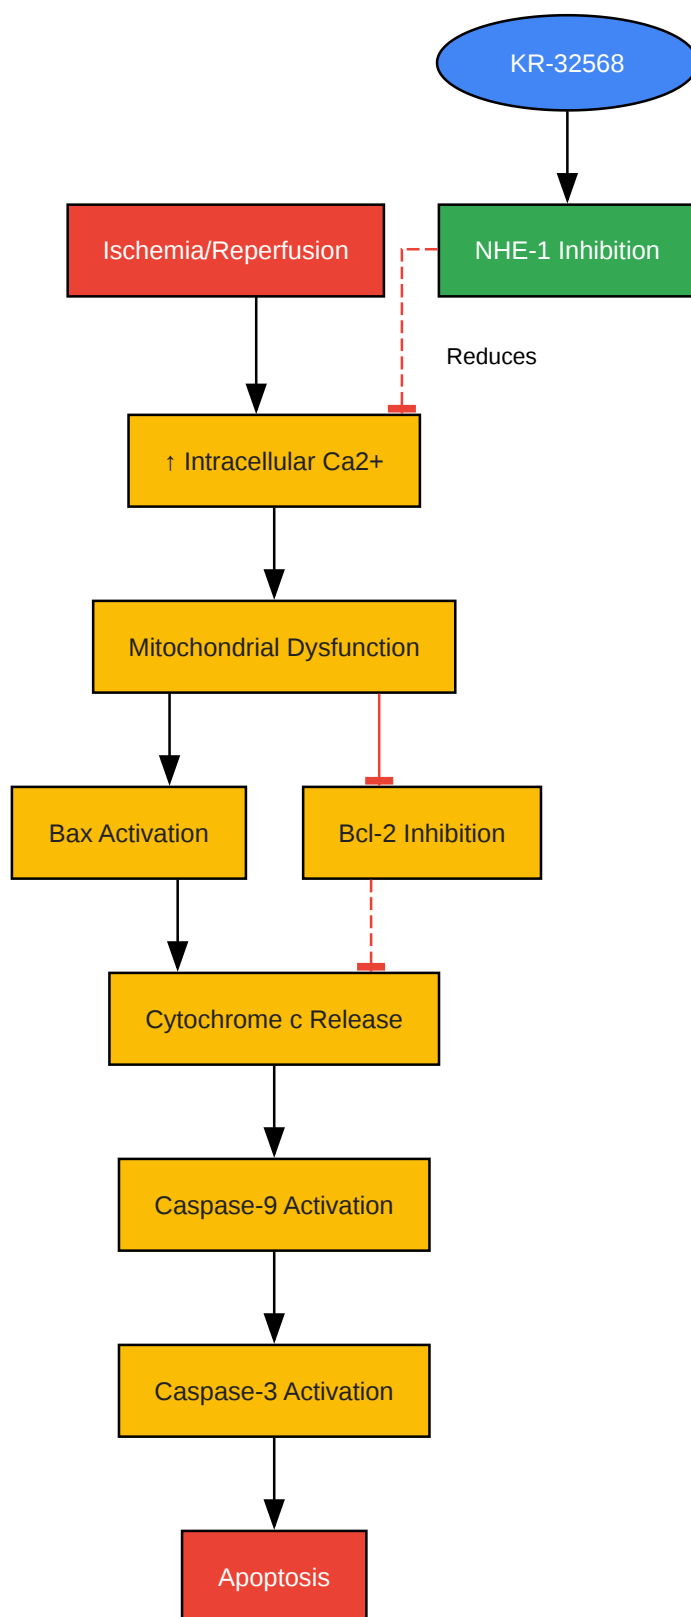 KR-32568
Ischemia/Reperfusion
NHE-1 Inhibition
Reduces
↑ Intracellular Ca2+
Mitochondrial Dysfunction
Bax Activation
Bcl-2 Inhibition
Cytochrome c Release
Caspase-9 Activation
Caspase-3 Activation
Apoptosis